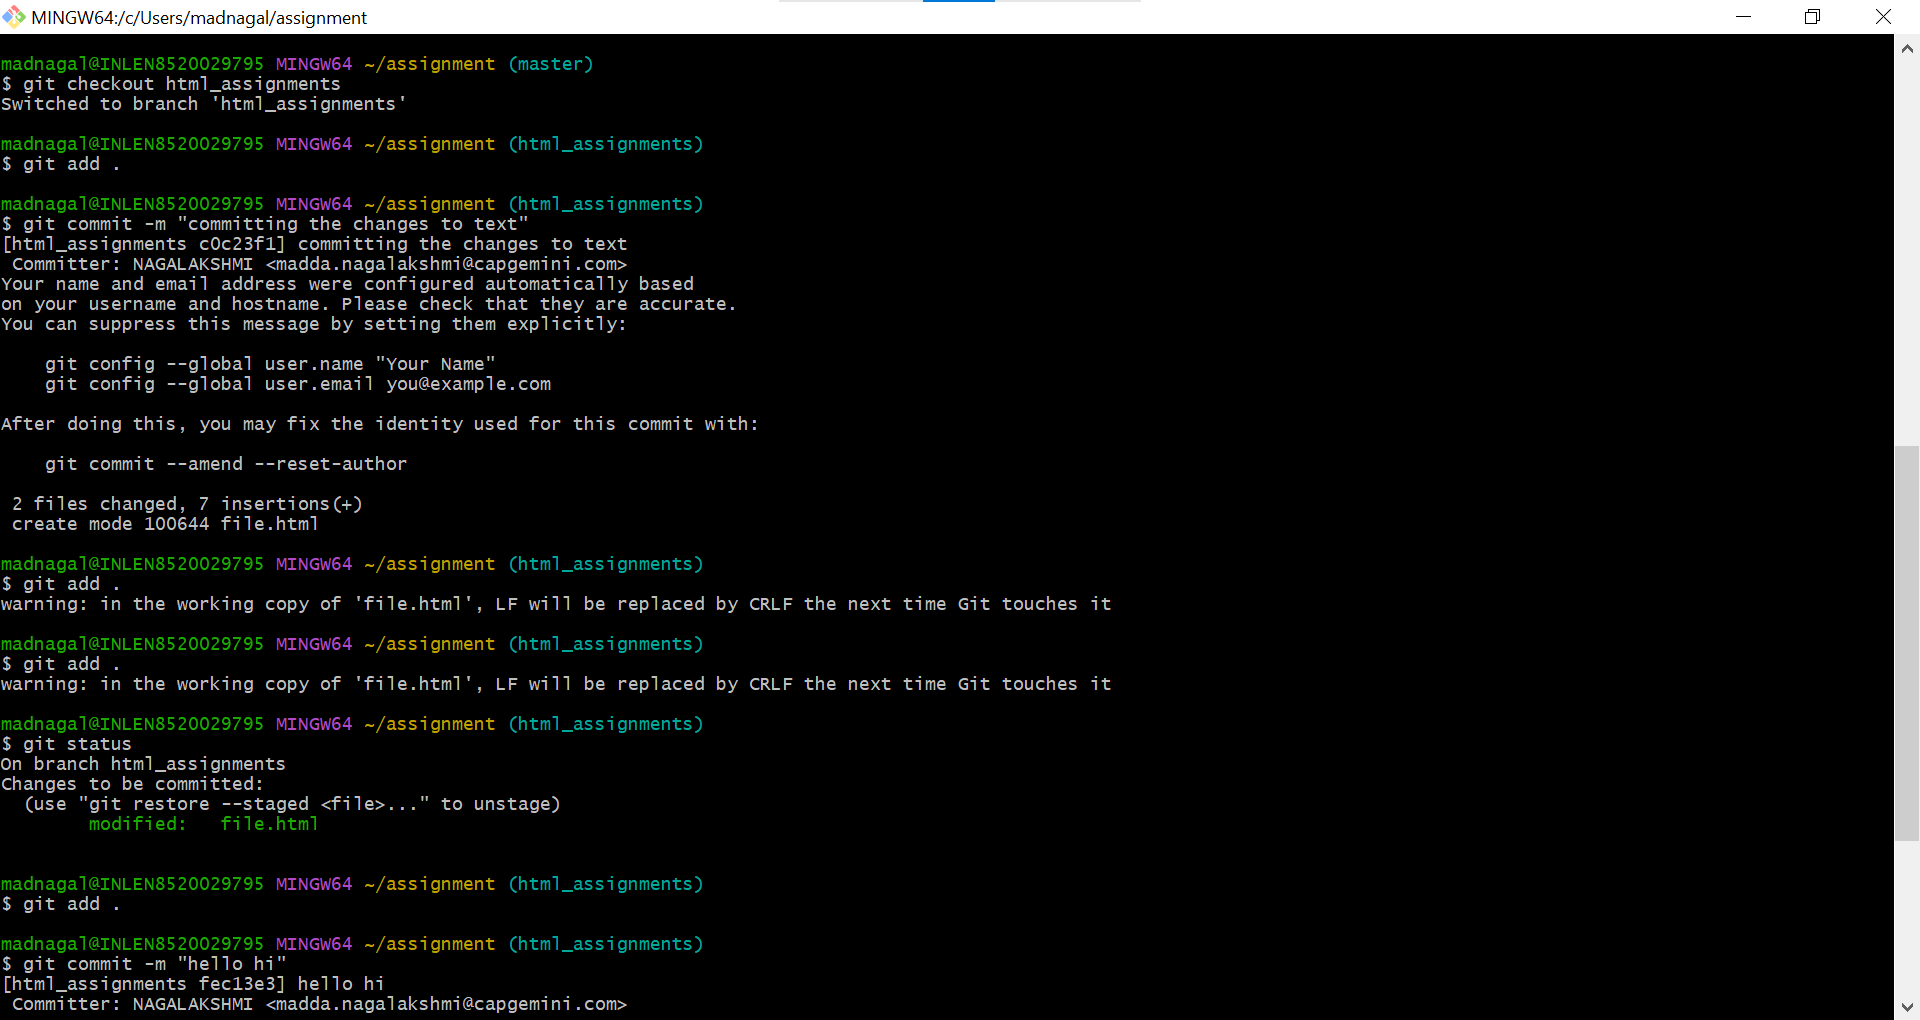 MINGW64:/c/Users/madnagal/assignment
madnagal@INLEN8520029795 MINGW64 ~/assignment (master)
$ git checkout html_assignments
Switched to branch 'html_assignments'
madnagal@INLEN8520029795 MINGW64 ~/assignment (html_assignments)
$ git add .
madnagal@INLEN8520029795 MINGW64 ~/assignment (html_assignments)
$ git commit -m "committing the changes to text"
[html_assignments c0c23f1] committing the changes to text
 Committer: NAGALAKSHMI <madda.nagalakshmi@capgemini.com>
Your name and email address were configured automatically based
on your username and hostname. Please check that they are accurate.
You can suppress this message by setting them explicitly:
    git config --global user.name "Your Name"
    git config --global user.email you@example.com
After doing this, you may fix the identity used for this commit with:
    git commit --amend --reset-author
 2 files changed, 7 insertions(+)
 create mode 100644 file.html
madnagal@INLEN8520029795 MINGW64 ~/assignment (html_assignments)
$ git add .
warning: in the working copy of 'file.html', LF will be replaced by CRLF the next time Git touches it
madnagal@INLEN8520029795 MINGW64 ~/assignment (html_assignments)
$ git add .
warning: in the working copy of 'file.html', LF will be replaced by CRLF the next time Git touches it
madnagal@INLEN8520029795 MINGW64 ~/assignment (html_assignments)
$ git status
On branch html_assignments
Changes to be committed:
  (use "git restore --staged <file>..." to unstage)
        modified:   file.html
madnagal@INLEN8520029795 MINGW64 ~/assignment (html_assignments)
$ git add .
madnagal@INLEN8520029795 MINGW64 ~/assignment (html_assignments)
$ git commit -m "hello hi"
[html_assignments fec13e3] hello hi
 Committer: NAGALAKSHMI <madda.nagalakshmi@capgemini.com>